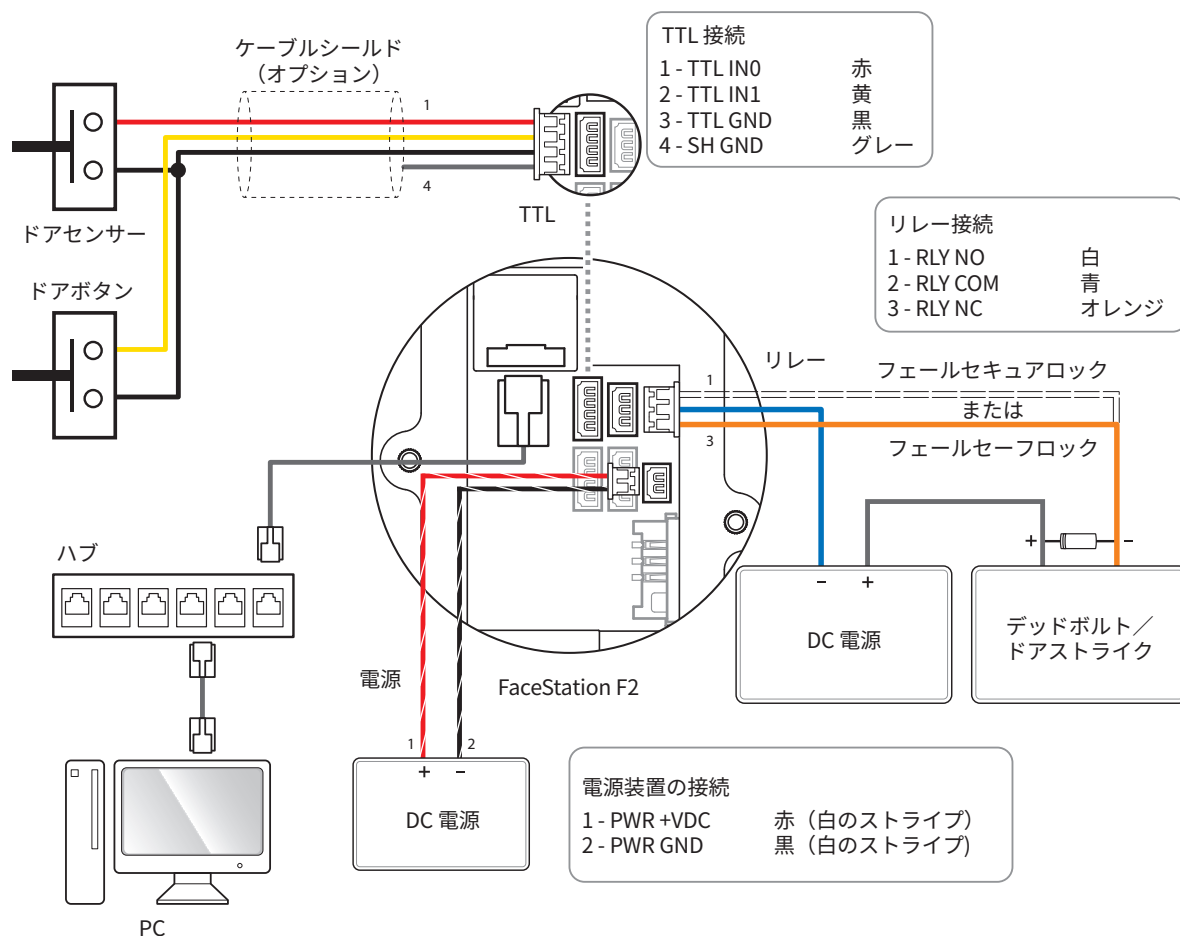 ケーブルシールド
（オプション）
1
4
TTL
ドアセンサー
ドアボタン
TTL 接続
1 - TTL IN0 赤
2 - TTL IN1 黄
3 - TTL GND 黒
4 - SH GND グレー
リレー接続
1 - RLY NO 白
2 - RLY COM 青
3 - RLY NC オレンジ
リレー
1
3
フェールセキュアロック
または
フェールセーフロック
+ −
− +
DC 電源
デッドボルト／
ドアストライク
ハブ
電源
FaceStation F2
1 2
+ −
DC 電源
PC
電源装置の接続
1 - PWR +VDC 赤（白のストライプ）
2 - PWR GND 黒（白のストライプ)